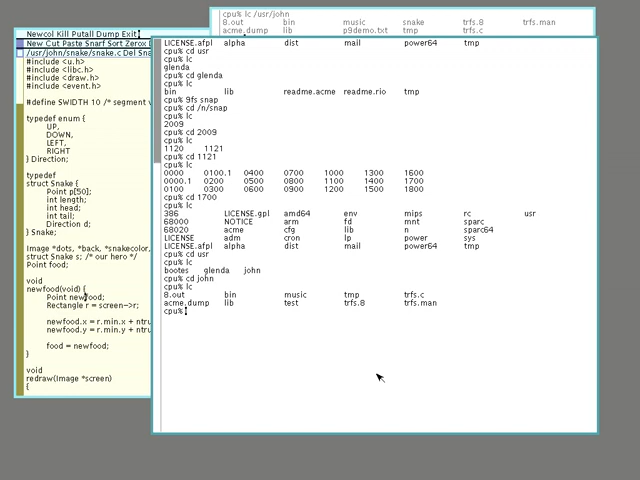 cpu% lc /usr/john
8.out bin music snake trfs.8 trfs.man
acme.dump lib p9demo.txt tmp trfs.c
Newcol Kill Putall Dump Exit
New Cut Paste Snarf Sort Zerox D
/usr/john/snake/snake.c Del Sna
#include <u.h>
#include <libc.h>
#include <draw.h>
#include <event.h>
#define SWIDTH 10 /* segment w
typedef enum {
UP,
DOWN,
LEFT,
RIGHT
} Direction;
typedef
struct Snake {
Point p[50];
int length;
int head;
int tail;
Direction d;
} Snake;
Image *dots, *back, *snakecolor,
struct Snake s; /* our hero */
Point food;
void
newfood(void) {
Point newfood;
Rectangle r = screen->r;
newfood.x = r.min.x + ntru
newfood.y = r.min.y + ntru
food = newfood;
}
void
redraw(Image *screen)
{
LICENSE.afpl alpha dist mail power64 tmp
cpu% cd usr
cpu% lc
glenda
cpu% cd glenda
cpu% lc
bin lib readme.acme readme.rio tmp
cpu% 9fs snap
cpu% cd /n/snap
cpu% lc
2009
cpu% cd 2009
cpu% lc
1120 1121
cpu% cd 1121
cpu% lc
0000 0100.1 0400 0700 1000 1300 1600
0000.1 0200 0500 0800 1100 1400 1700
0100 0300 0600 0900 1200 1500 1800
cpu% cd 1700
cpu% lc
386 LICENSE.gpl amd64 env mips rc usr
68000 NOTICE arm fd mnt sparc
68020 acme cfg lib n sparc64
LICENSE adm cron lp power sys
LICENSE.afpl alpha dist mail power64 tmp
cpu% cd usr
cpu% lc
bootes glenda john
cpu% cd john
cpu% lc
8.out bin music tmp trfs.c
acme.dump lib test trfs.8 trfs.man
cpu%